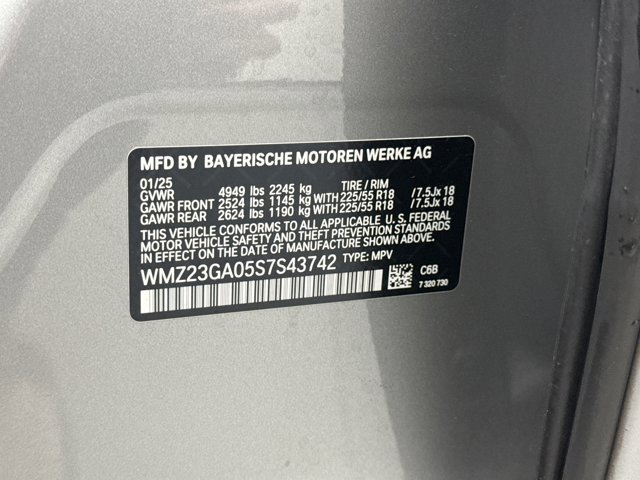 MFD BY BAYERISCHE MOTOREN WERKE AG
01/25 TIRE / RIM
GVWR 4949 lbs 2245 kg
GAWR FRONT 2524 lbs 1145 kg WITH 225/55 R18 /7.5Jx 18
GAWR REAR 2624 lbs 1190 kg WITH 225/55 R18 /7.5Jx 18
THIS VEHICLE CONFORMS TO ALL APPLICABLE U. S. FEDERAL
MOTOR VEHICLE SAFETY AND THEFT PREVENTION STANDARDS
IN EFFECT ON THE DATE OF MANUFACTURE SHOWN ABOVE.
WMZ23GA05S7S43742 TYPE: MPV
C6B
7 320 730